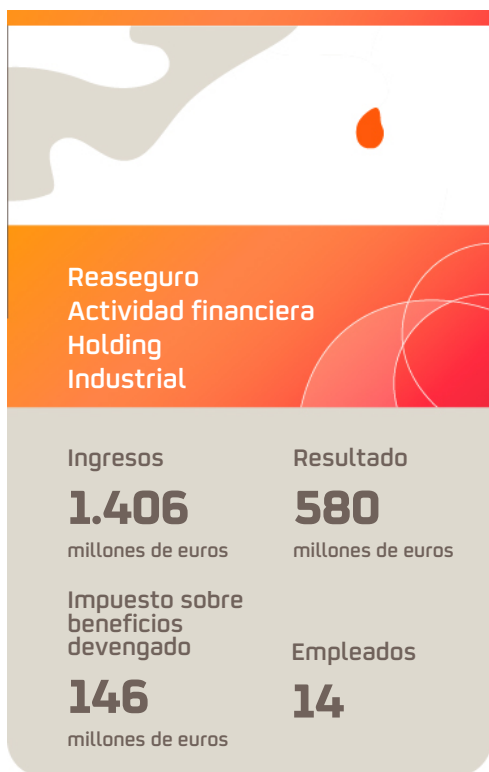 Reaseguro
Actividad financiera
Holding
Industrial
Ingresos
1.406
millones de euros
Resultado
580
millones de euros
Impuesto sobre
beneficios
devengado
146
millones de euros
Empleados
14